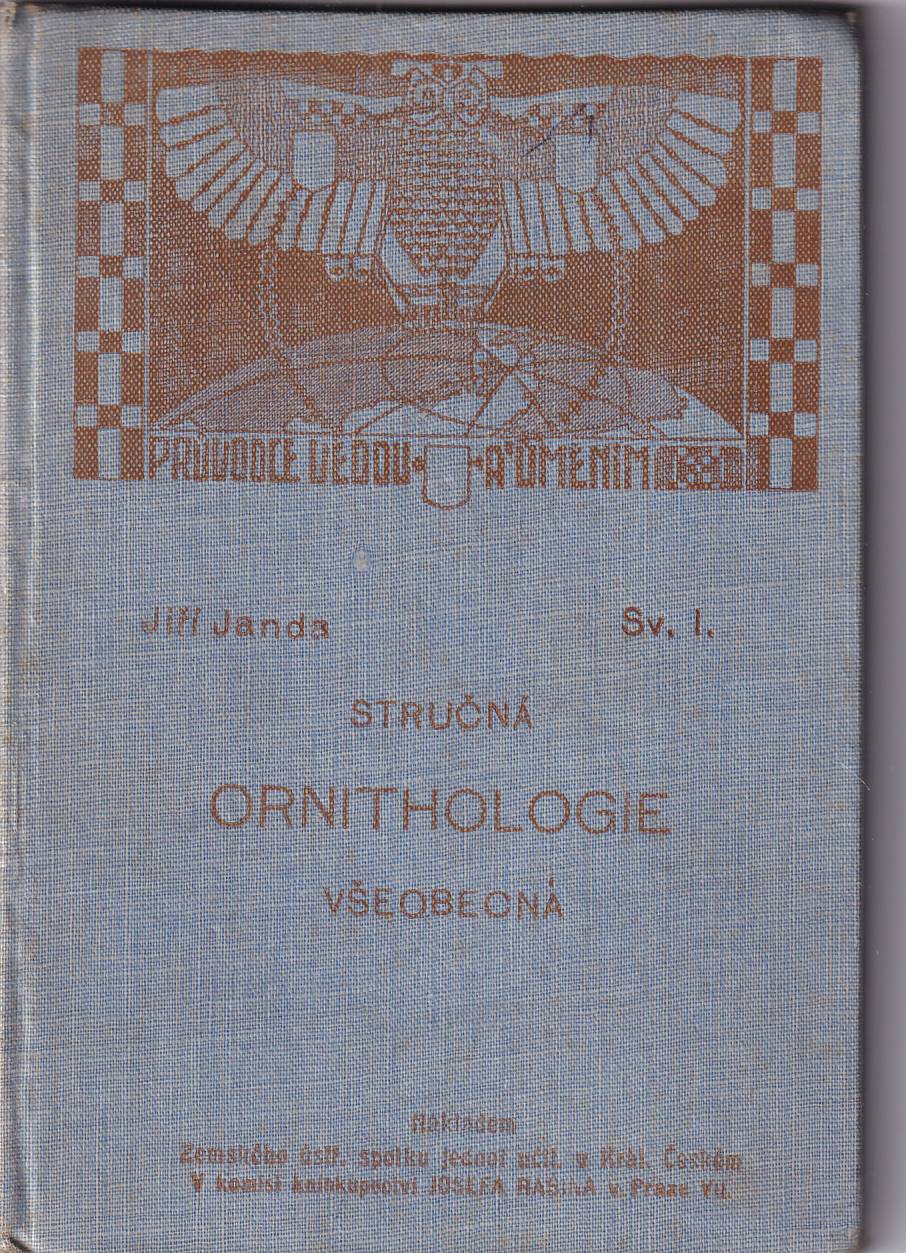 PRŮVODCE VĚDOU A UMĚNÍM
Jiří Janda Sv. I.
STRUČNÁ
ORNITHOLOGIE
VŠEOBECNÁ
Nákladem
Zemského ústř. spolku jednot učit. v Král. Českém
V komisi knihkupectví JOSEFA RAŠÍNA v Praze VII.